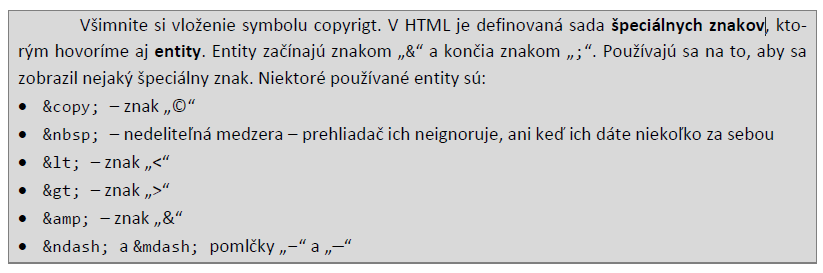 Všimnite si vloženie symbolu copyrigt. V HTML je definovaná sada špeciálnych znakov, kto-
rým hovoríme aj entity. Entity začínajú znakom „&“ a končia znakom „;“. Používajú sa na to, aby sa
zobrazil nejaký špeciálny znak. Niektoré používané entity sú:
• &copy; – znak „©“
• &nbsp; – nedeliteľná medzera – prehliadač ich neignoruje, ani keď ich dáte niekoľko za sebou
• &lt; – znak „<“
• &gt; – znak „>“
• &amp; – znak „&“
• &ndash; a &mdash; pomlčky „–“ a „—“